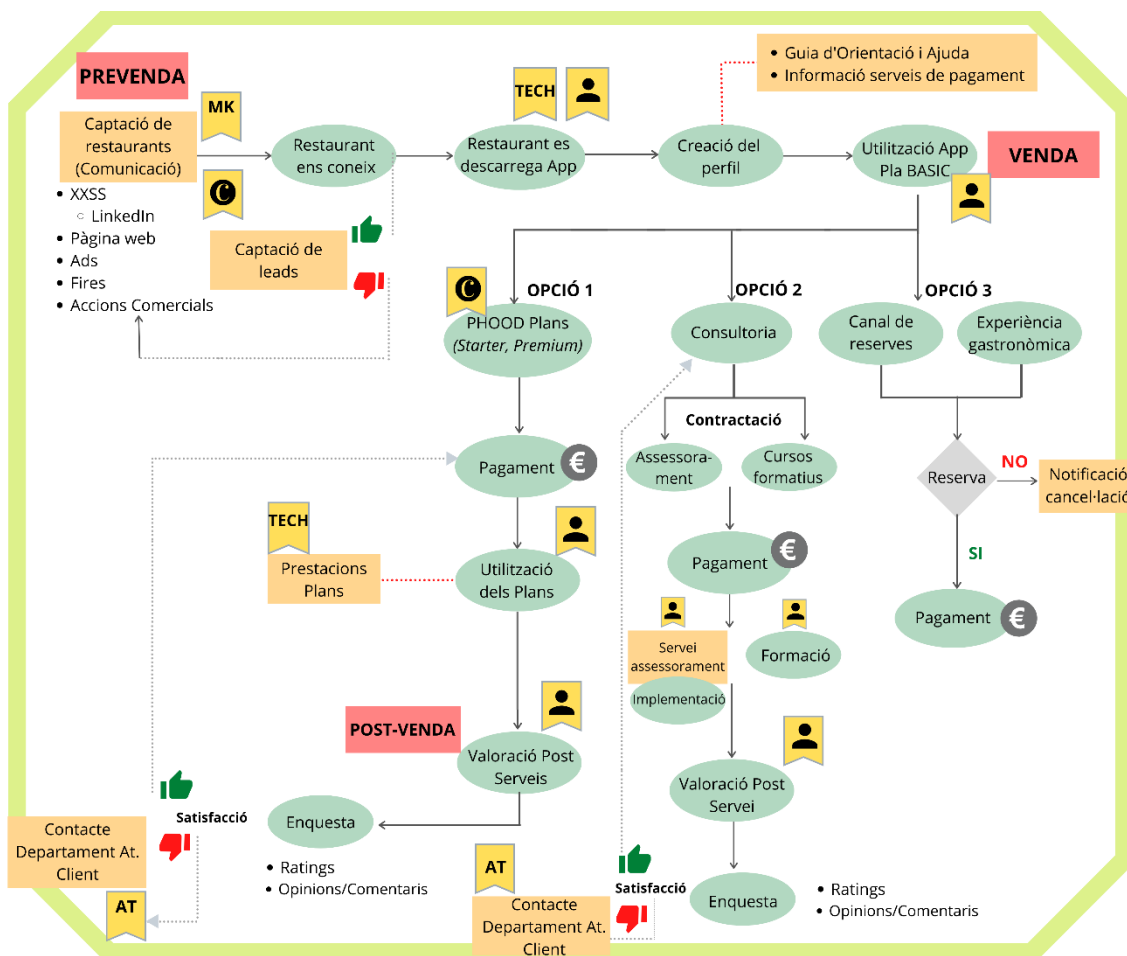 PREVENDA
MK
Captació de
restaurants
(Comunicació)
C
• XXSS
○ LinkedIn
• Pàgina web
• Ads
• Fires
• Accions Comercials
Restaurant
ens coneix
Captació de
leads
TECH
Restaurant es
descarrega App
Creació del
perfil
• Guia d'Orientació i Ajuda
• Informació serveis de pagament
Utilització App
Pla BASIC
VENDA
OPCIÓ 1
C
PHOOD Plans
(Starter, Premium)
Pagament
€
TECH
Prestacions
Plans
Utilització
dels Plans
POST-VENDA
Valoració Post
Serveis
Enquesta
• Ratings
• Opinions/Comentaris
Satisfacció
Contacte
Departament At.
Client
AT
OPCIÓ 2
Consultoria
Contractació
Assessora-
ment
Cursos
formatius
Pagament
€
Servei
assessorament
Implementació
Formació
Valoració Post
Servei
Enquesta
• Ratings
• Opinions/Comentaris
Satisfacció
AT
Contacte
Departament At.
Client
OPCIÓ 3
Canal de
reserves
Experiència
gastronòmica
Reserva
NO
Notificació
cancel·lació
SI
Pagament
€